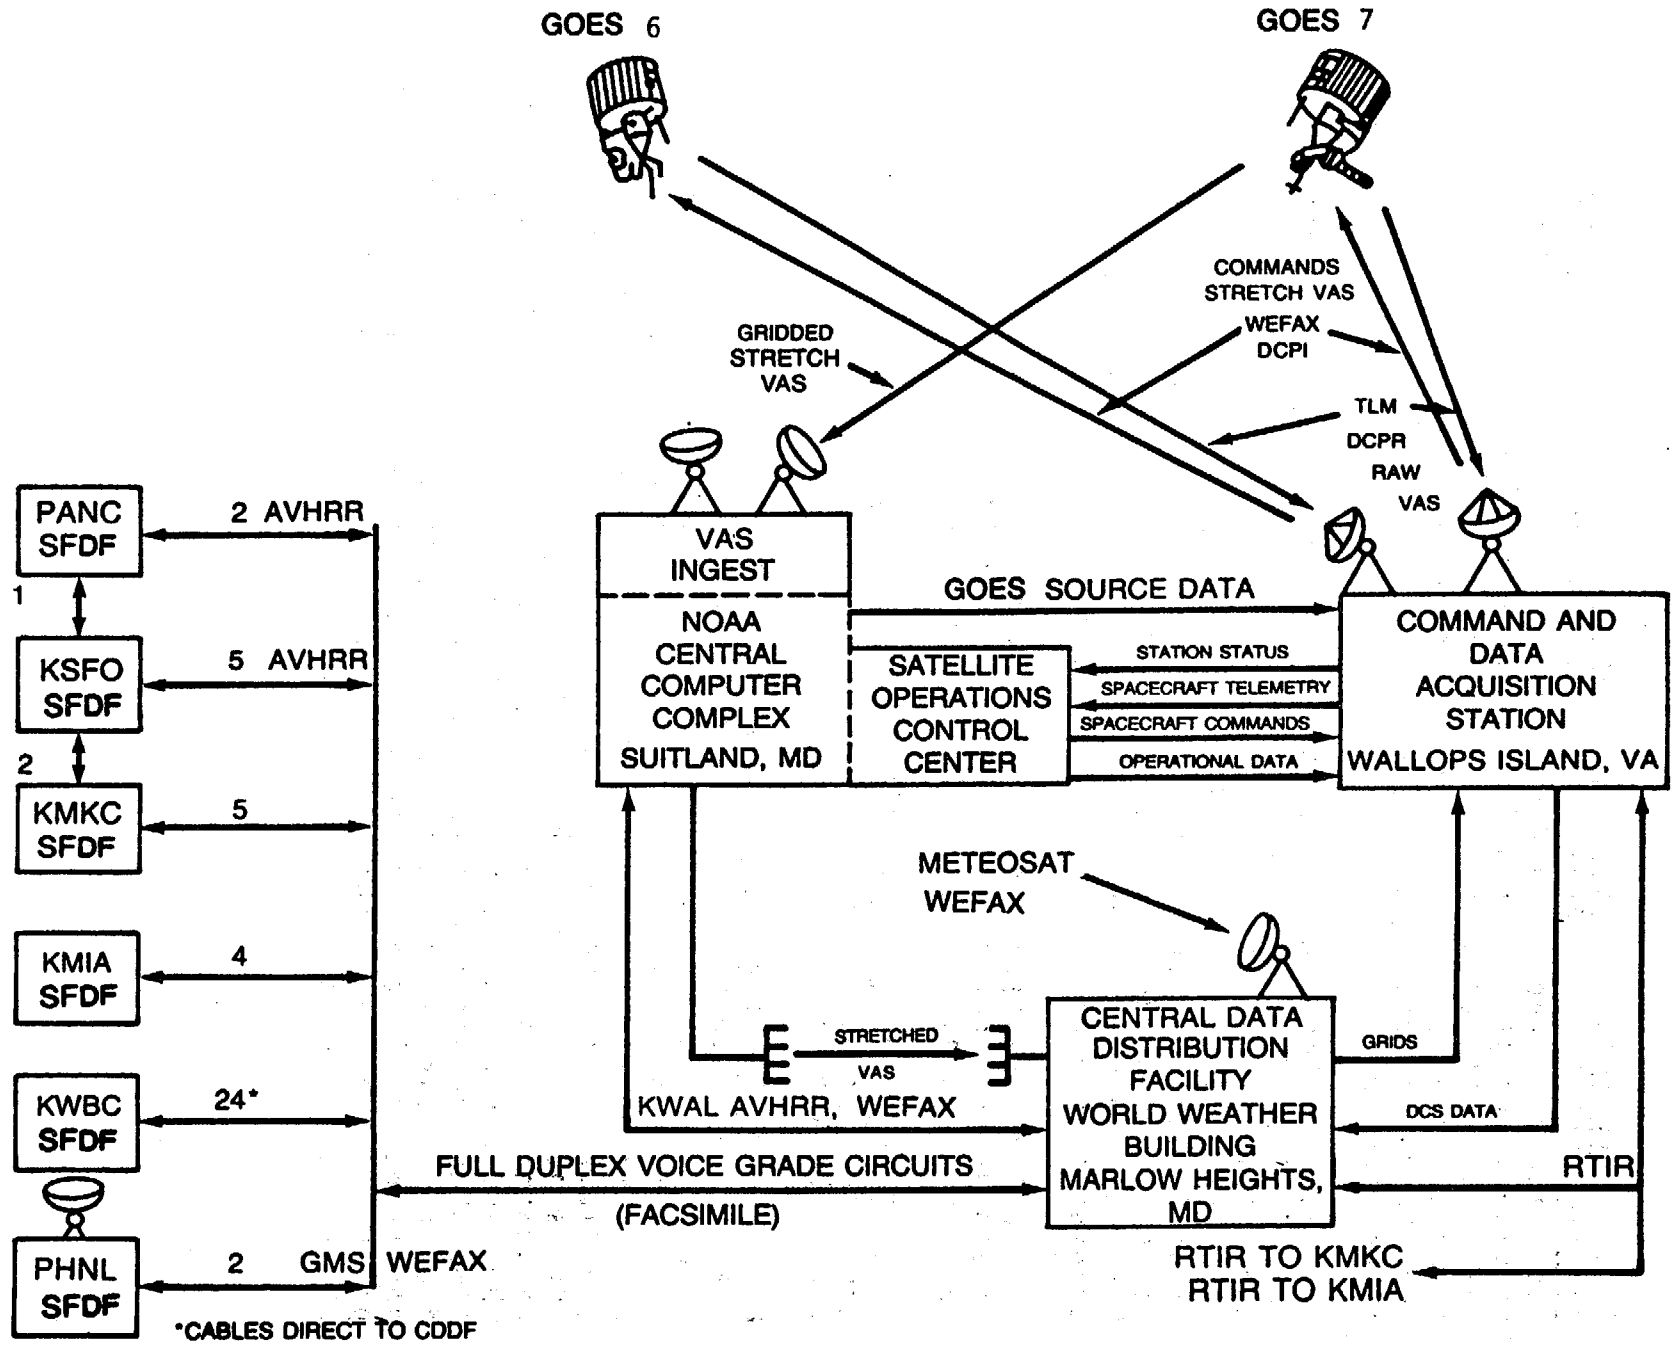 GOES 6
GOES 7
COMMANDS
STRETCH VAS
WEFAX
DCPI
GRIDDED
STRETCH
VAS
TLM
DCPR
RAW
VAS
PANC
SFDF
2 AVHRR
1
KSFO
SFDF
5 AVHRR
2
KMKC
SFDF
5
KMIA
SFDF
4
KWBC
SFDF
24*
PHNL
SFDF
2 GMS WEFAX
*CABLES DIRECT TO CDDF
VAS
INGEST
NOAA
CENTRAL
COMPUTER
COMPLEX
SUITLAND, MD
SATELLITE
OPERATIONS
CONTROL
CENTER
GOES SOURCE DATA
STATION STATUS
SPACECRAFT TELEMETRY
SPACECRAFT COMMANDS
OPERATIONAL DATA
COMMAND AND
DATA
ACQUISITION
STATION
WALLOPS ISLAND, VA
METEOSAT
WEFAX
STRETCHED
VAS
KWAL AVHRR, WEFAX
FULL DUPLEX VOICE GRADE CIRCUITS
(FACSIMILE)
CENTRAL DATA
DISTRIBUTION
FACILITY
WORLD WEATHER
BUILDING
MARLOW HEIGHTS,
MD
GRIDS
DCS DATA
RTIR
RTIR TO KMKC
RTIR TO KMIA